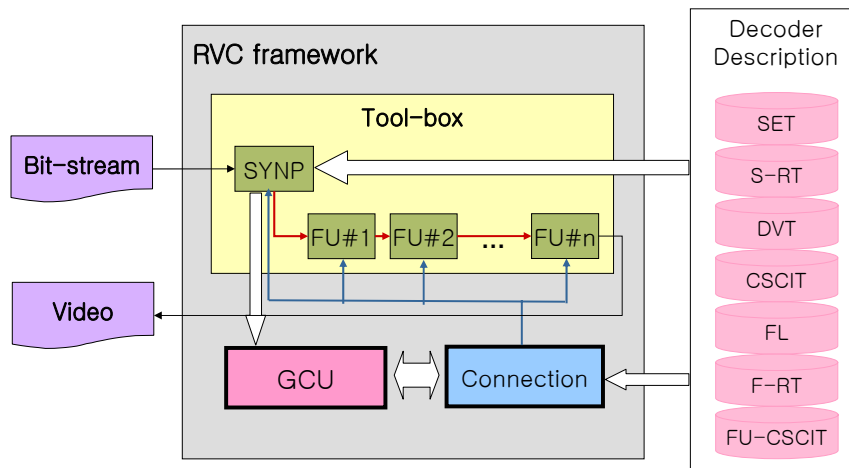 RVC framework
Decoder
Description
Tool-box
SET
Bit-stream
SYNP
S-RT
FU#1
FU#2
...
FU#n
DVT
CSCIT
Video
FL
GCU
Connection
F-RT
FU-CSCIT